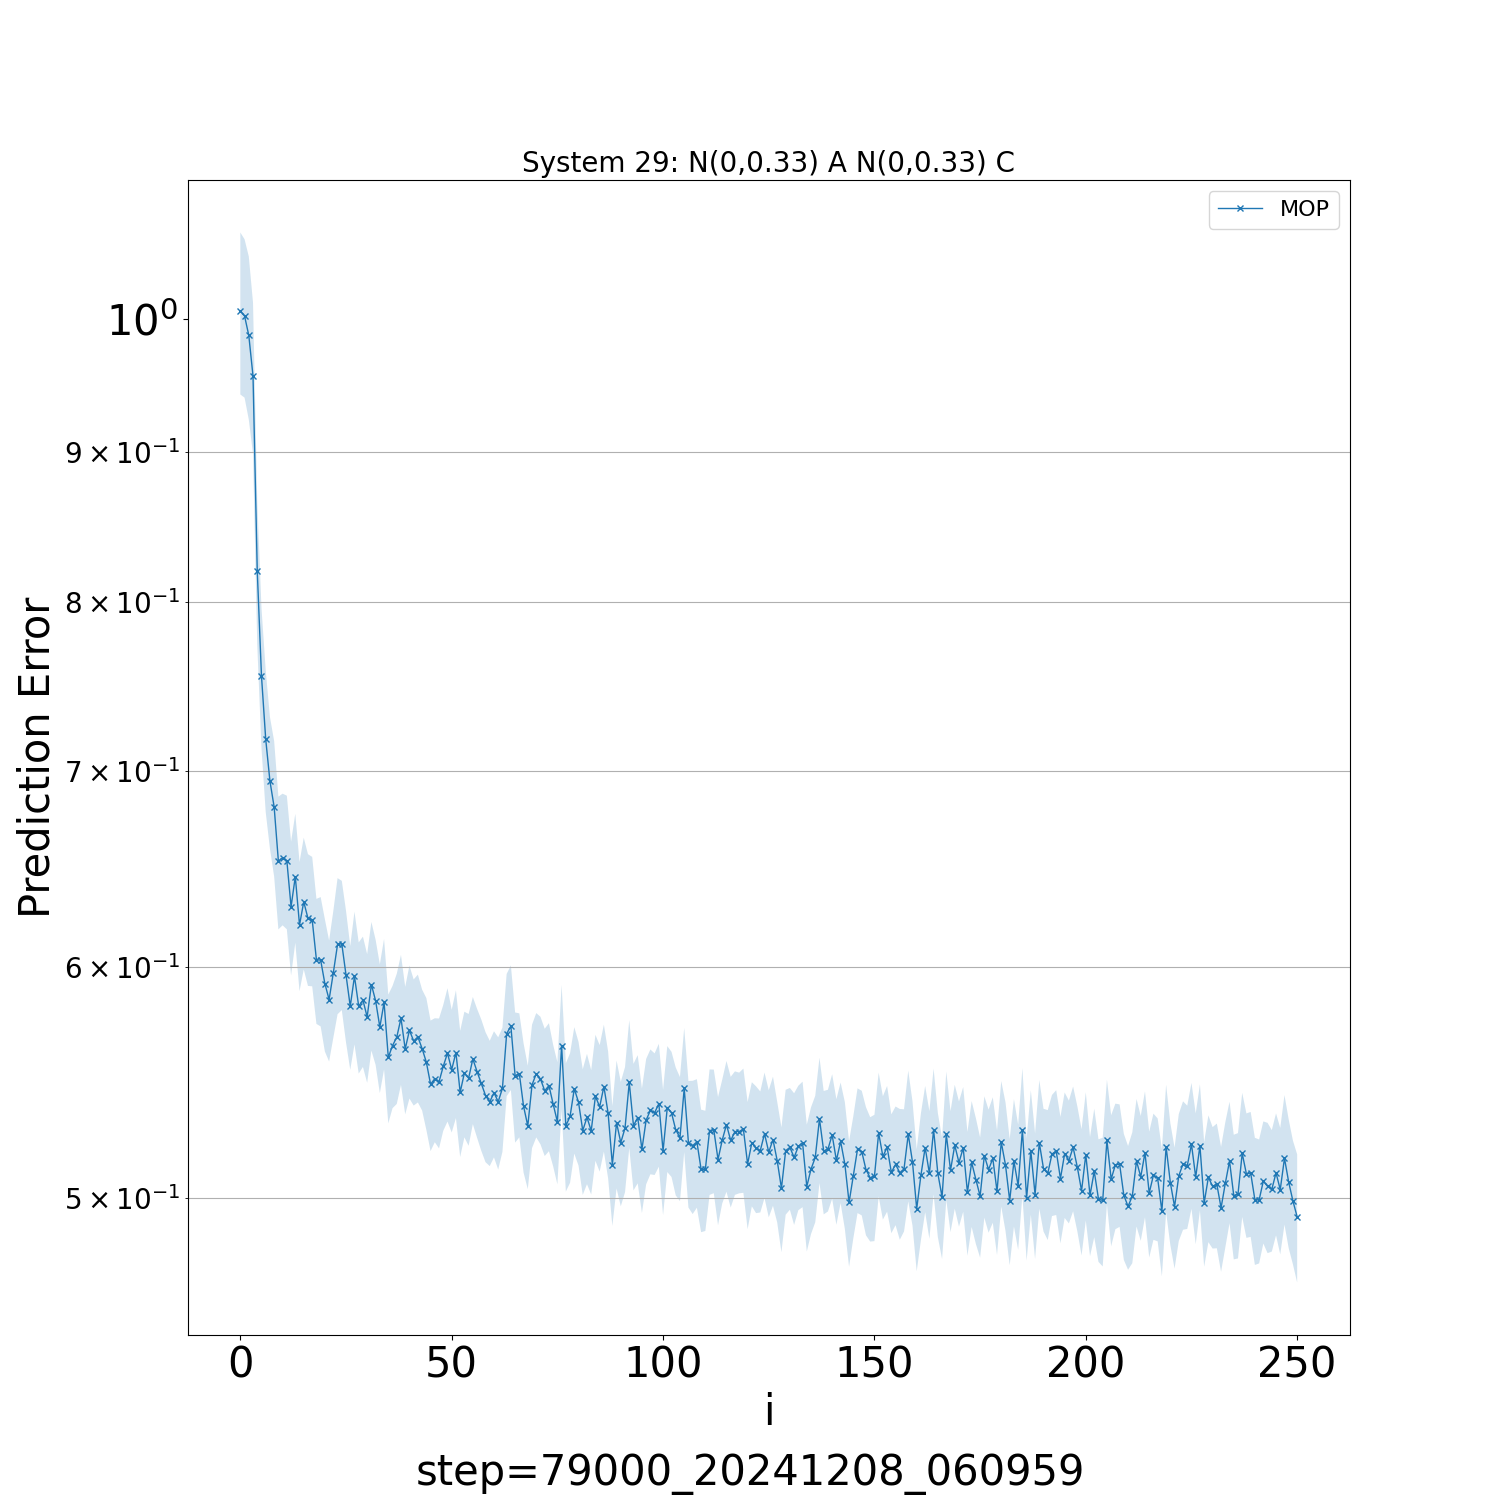 System 29: N(0,0.33) A N(0,0.33) C
MOP
10⁰
9 × 10⁻¹
8 × 10⁻¹
7 × 10⁻¹
6 × 10⁻¹
5 × 10⁻¹
Prediction Error
0 50 100 150 200 250
i
step=79000_20241208_060959